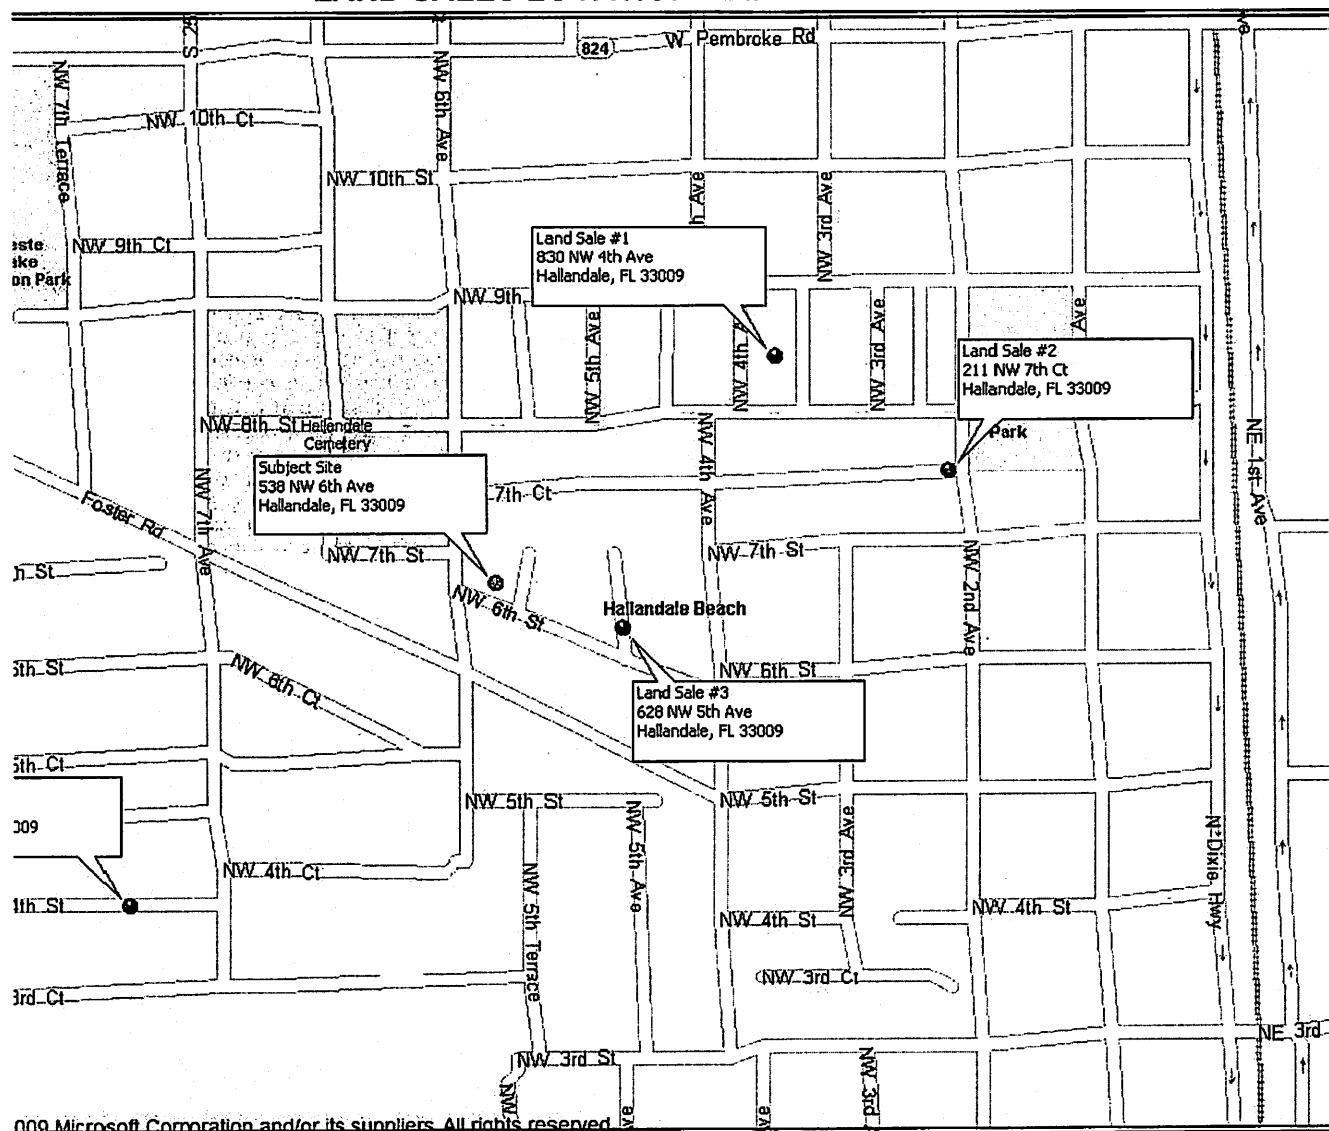 824
W Pembroke Rd
NW 7th Terrace
NW 6th Ave
NW 10th Ct
NW 10th St
NW 3rd Ave
NW 9th Ct
on Park
Land Sale #1
830 NW 4th Ave
Hallandale, FL 33009
NW 9th
NW 5th Ave
NW 4th A
NW 3rd Ave
Ave
Land Sale #2
211 NW 7th Ct
Hallandale, FL 33009
Park
NW 8th St
Hallandale
Cemetery
NW 4th Ave
NE 1st Ave
Subject Site
538 NW 6th Ave
Hallandale, FL 33009
7th Ct
Foster Rd
NW 7th Ave
NW 7th St
NW 7th St
NW 2nd Ave
NW 6th St
Hallandale Beach
NW 6th Ct
NW 6th St
Land Sale #3
628 NW 5th Ave
Hallandale, FL 33009
5th Ct
009
NW 5th St
NW 5th St
NW 5th Ave
NW 3rd Ave
N Dixie Hwy
NW 4th Ct
NW 5th Terrace
NW 4th St
NW 4th St
NW 3rd Ct
3rd Ct
NE 3rd
NW 3rd St
NW 3rd
009 Microsoft Corporation and/or its suppliers. All rights reserved.